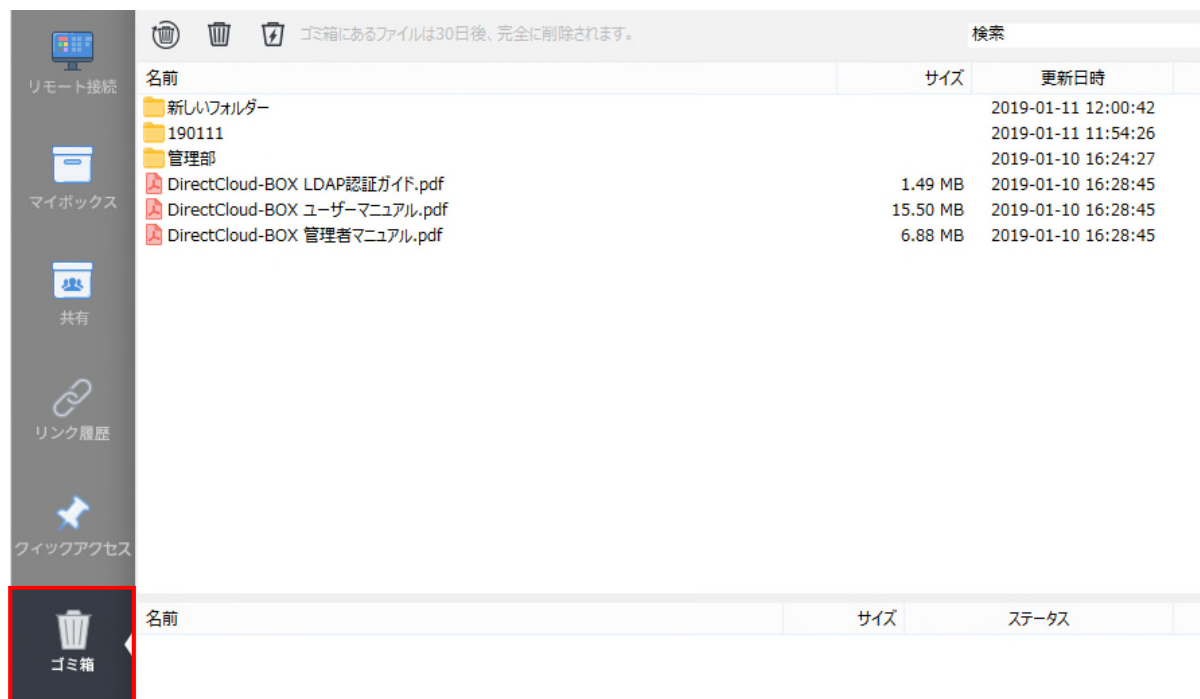 リモート接続
マイボックス
共有
リンク履歴
クイックアクセス
ゴミ箱
ゴミ箱にあるファイルは30日後、完全に削除されます。
検索
名前 サイズ 更新日時
新しいフォルダー 2019-01-11 12:00:42
190111 2019-01-11 11:54:26
管理部 2019-01-10 16:24:27
DirectCloud-BOX LDAP認証ガイド.pdf 1.49 MB 2019-01-10 16:28:45
DirectCloud-BOX ユーザーマニュアル.pdf 15.50 MB 2019-01-10 16:28:45
DirectCloud-BOX 管理者マニュアル.pdf 6.88 MB 2019-01-10 16:28:45
名前 サイズ ステータス